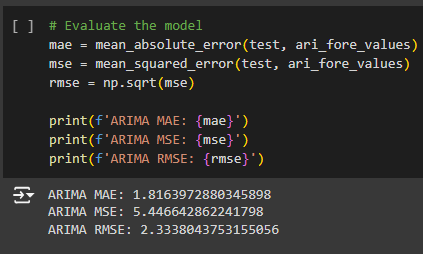 [ ] # Evaluate the model
mae = mean_absolute_error(test, ari_fore_values)
mse = mean_squared_error(test, ari_fore_values)
rmse = np.sqrt(mse)
print(f'ARIMA MAE: {mae}')
print(f'ARIMA MSE: {mse}')
print(f'ARIMA RMSE: {rmse}')
ARIMA MAE: 1.8163972880345898
ARIMA MSE: 5.446642862241798
ARIMA RMSE: 2.3338043753155056